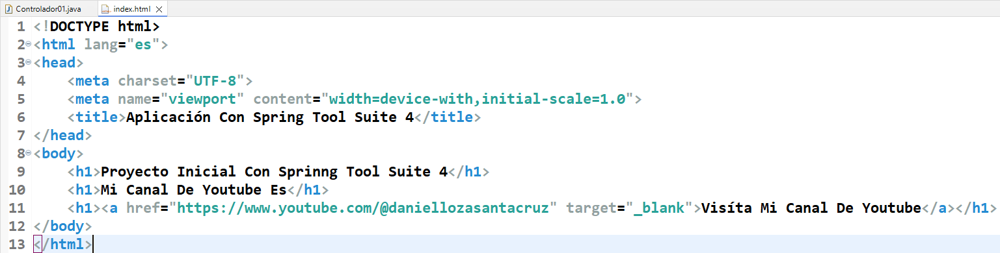 Controlador01.java index.html
1 <!DOCTYPE html>
2 <html lang="es">
3 <head>
4     <meta charset="UTF-8">
5     <meta name="viewport" content="width=device-with,initial-scale=1.0">
6     <title>Aplicación Con Spring Tool Suite 4</title>
7 </head>
8 <body>
9     <h1>Proyecto Inicial Con Sprinng Tool Suite 4</h1>
10     <h1>Mi Canal De Youtube Es</h1>
11     <h1><a href="https://www.youtube.com/@daniellozasantacruz" target="_blank">Visíta Mi Canal De Youtube</a></h1>
12 </body>
13 </html>